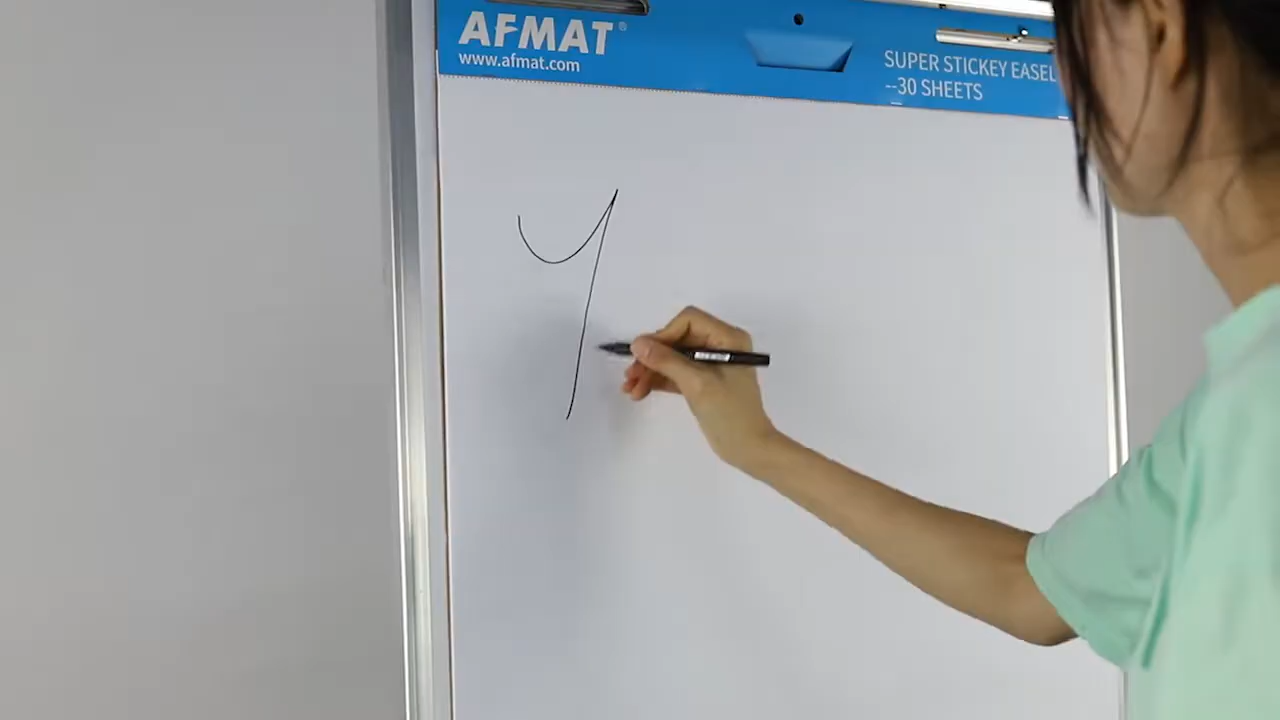 AFMAT®
www.afmat.com
SUPER STICKEY EASEL
--30 SHEETS
Y